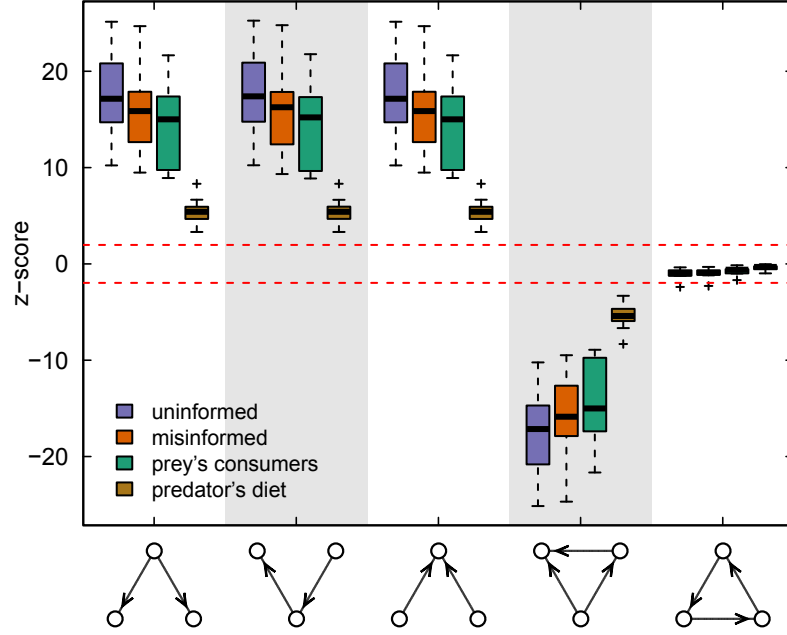 20
10
0
−10
−20
z-score
uninformed
misinformed
prey’s consumers
predator’s diet